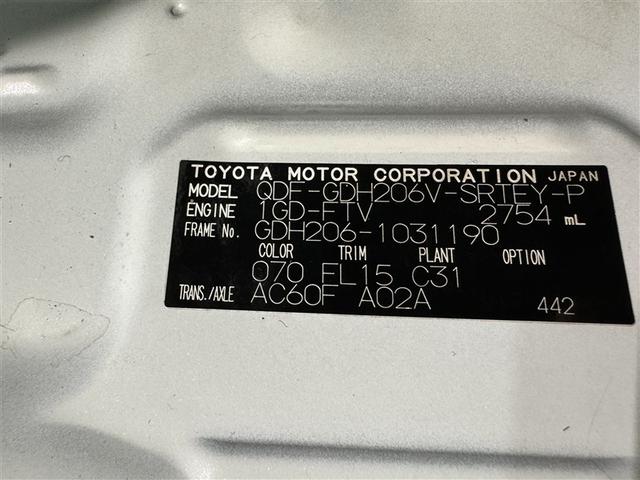 TOYOTA MOTOR CORPORATION JAPAN
MODEL QDF-GDH206V-SRTEY-P
ENGINE 1GD-FTV 2754 mL
FRAME No. GDH206-1031190
COLOR TRIM PLANT OPTION
070 FL15 C31
TRANS./AXLE AC60F A02A 442